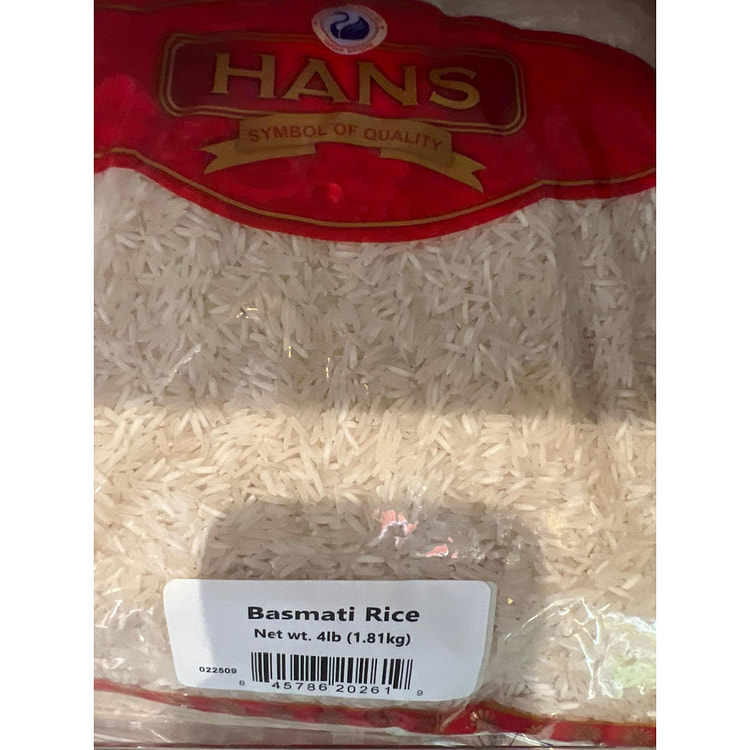 HANS
SYMBOL OF QUALITY
Basmati Rice
Net wt. 4lb (1.81kg)
022509
8 45786 20261 9